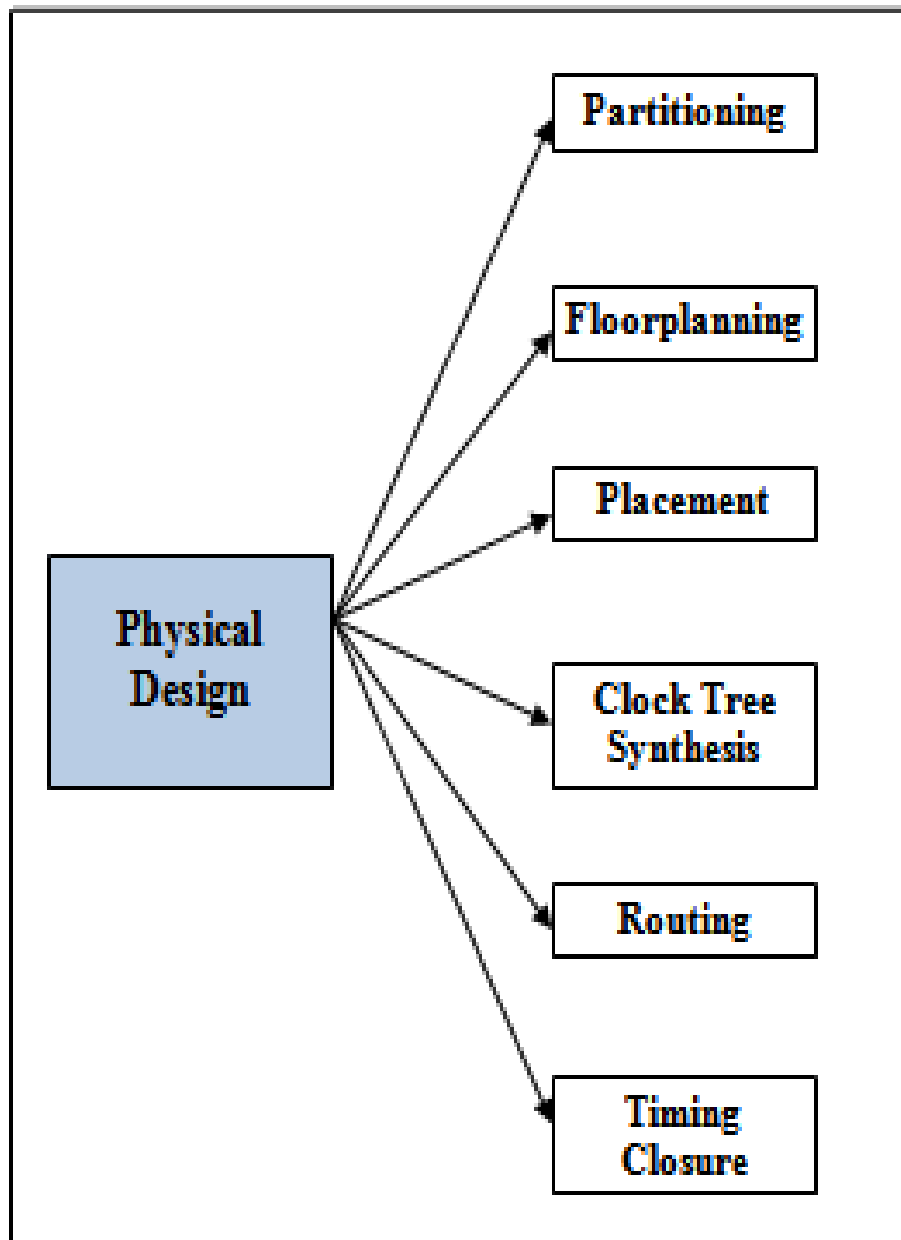 Partitioning
Floorplanning
Placement
Physical
Design
Clock Tree
Synthesis
Routing
Timing
Closure